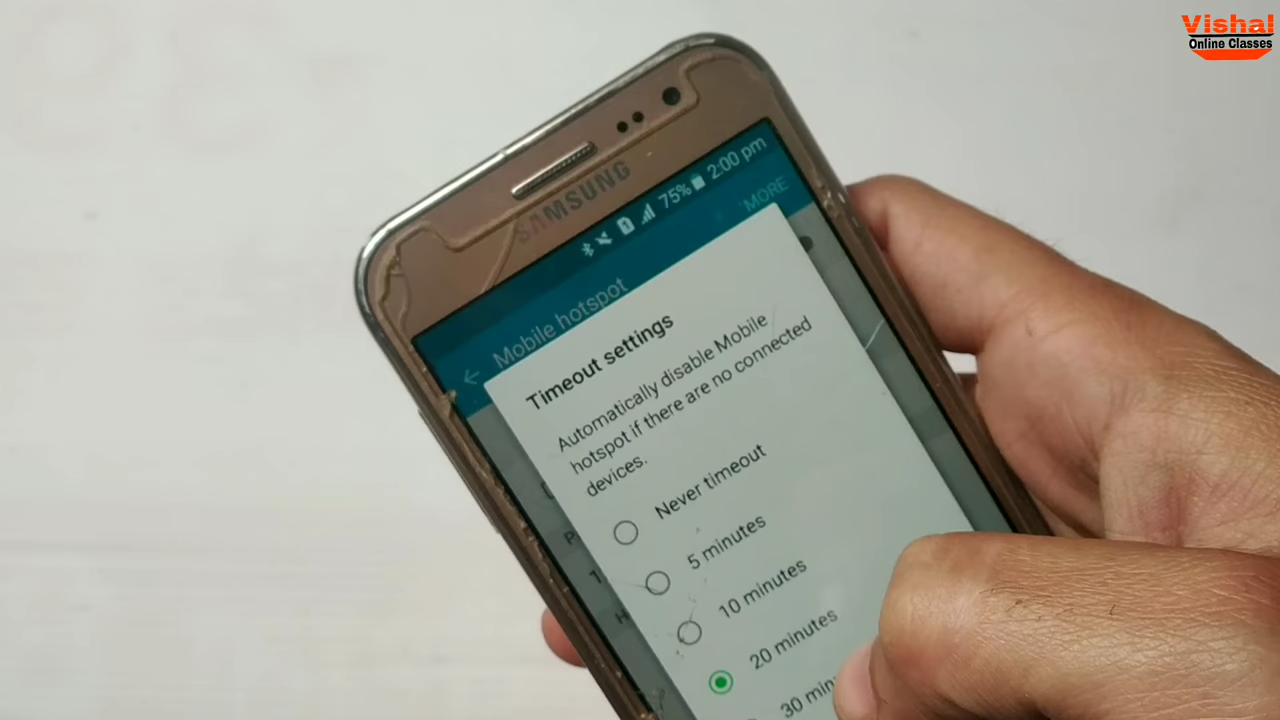 Vishal
Online Classes
SAMSUNG
75% 2:00 pm
MORE
Mobile hotspot
Timeout settings
Automatically disable Mobile
hotspot if there are no connected
devices.
Never timeout
5 minutes
10 minutes
20 minutes
30